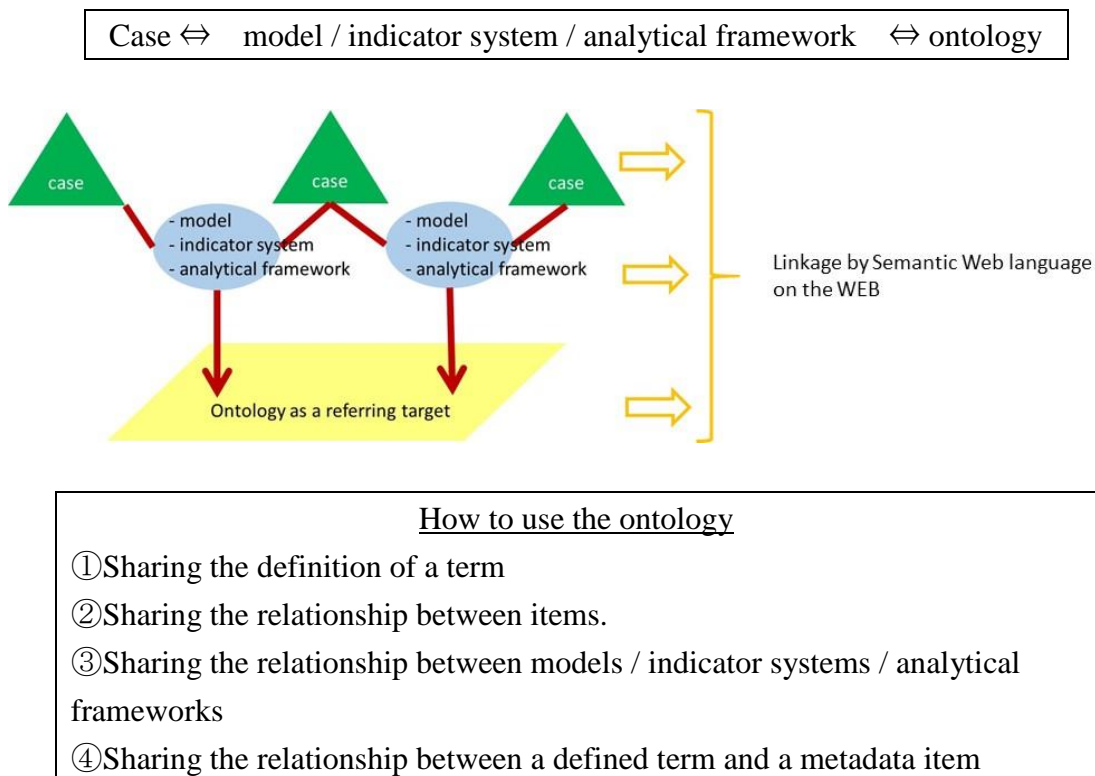 Case ⇔ model / indicator system / analytical framework ⇔ ontology
case
case
case
- model
- indicator system
- analytical framework
- model
- indicator system
- analytical framework
Linkage by Semantic Web language
on the WEB
Ontology as a referring target
How to use the ontology
①Sharing the definition of a term
②Sharing the relationship between items.
③Sharing the relationship between models / indicator systems / analytical
frameworks
④Sharing the relationship between a defined term and a metadata item